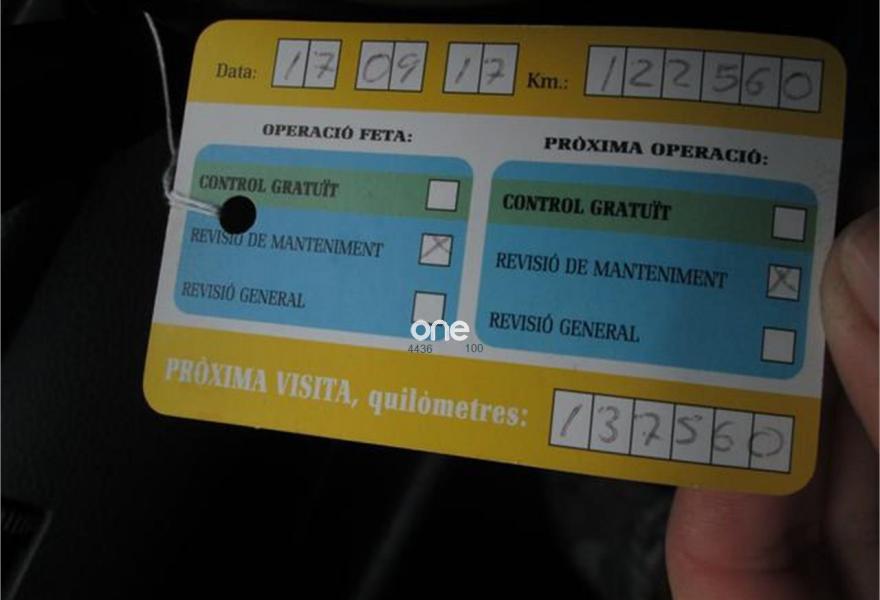 Data: 17 09 17 Km.: 122560
OPERACIÓ FETA:
CONTROL GRATUÏT
REVISIÓ DE MANTENIMENT X
REVISIÓ GENERAL
PRÒXIMA OPERACIÓ:
CONTROL GRATUÏT
REVISIÓ DE MANTENIMENT X
REVISIÓ GENERAL
one
4436 100
PRÒXIMA VISITA, quilòmetres: 137560